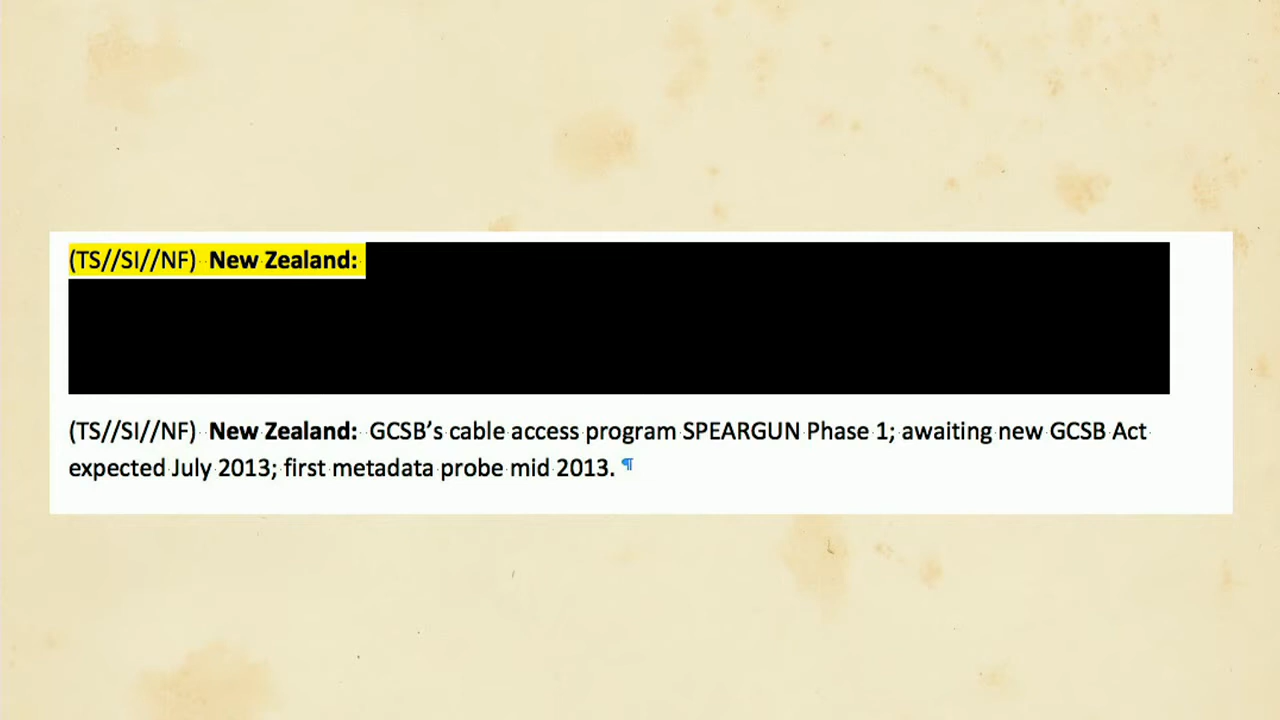 (TS//SI//NF) New Zealand:
(TS//SI//NF) New Zealand: GCSB’s cable access program SPEARGUN Phase 1; awaiting new GCSB Act
expected July 2013; first metadata probe mid 2013. ¶